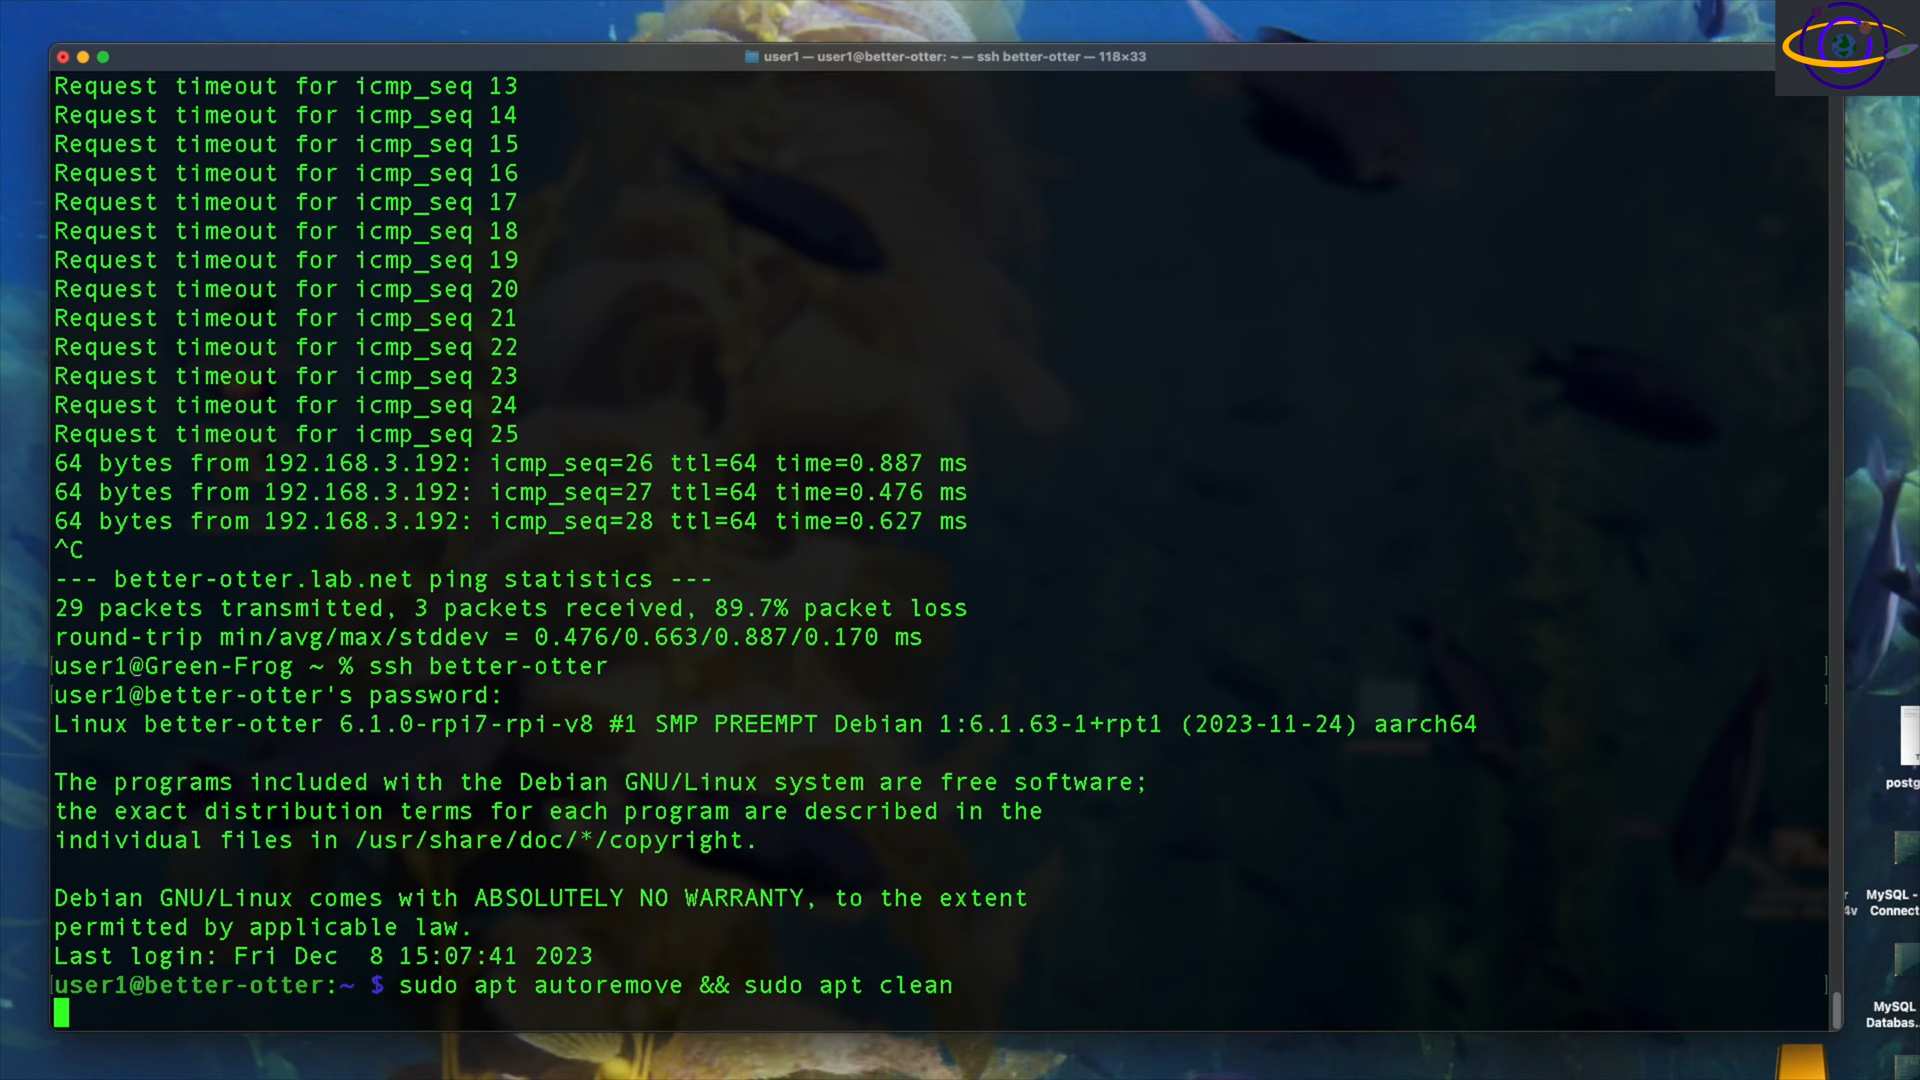 user1 — user1@better-otter: ~ — ssh better-otter — 118×33
Request timeout for icmp_seq 13
Request timeout for icmp_seq 14
Request timeout for icmp_seq 15
Request timeout for icmp_seq 16
Request timeout for icmp_seq 17
Request timeout for icmp_seq 18
Request timeout for icmp_seq 19
Request timeout for icmp_seq 20
Request timeout for icmp_seq 21
Request timeout for icmp_seq 22
Request timeout for icmp_seq 23
Request timeout for icmp_seq 24
Request timeout for icmp_seq 25
64 bytes from 192.168.3.192: icmp_seq=26 ttl=64 time=0.887 ms
64 bytes from 192.168.3.192: icmp_seq=27 ttl=64 time=0.476 ms
64 bytes from 192.168.3.192: icmp_seq=28 ttl=64 time=0.627 ms
^C
--- better-otter.lab.net ping statistics ---
29 packets transmitted, 3 packets received, 89.7% packet loss
round-trip min/avg/max/stddev = 0.476/0.663/0.887/0.170 ms
user1@Green-Frog ~ % ssh better-otter
user1@better-otter's password:
Linux better-otter 6.1.0-rpi7-rpi-v8 #1 SMP PREEMPT Debian 1:6.1.63-1+rpt1 (2023-11-24) aarch64
The programs included with the Debian GNU/Linux system are free software;
the exact distribution terms for each program are described in the
individual files in /usr/share/doc/*/copyright.
Debian GNU/Linux comes with ABSOLUTELY NO WARRANTY, to the extent
permitted by applicable law.
Last login: Fri Dec  8 15:07:41 2023
user1@better-otter:~ $ sudo apt autoremove && sudo apt clean
postg
MySQL -
4v Connect
MySQL
Databas...